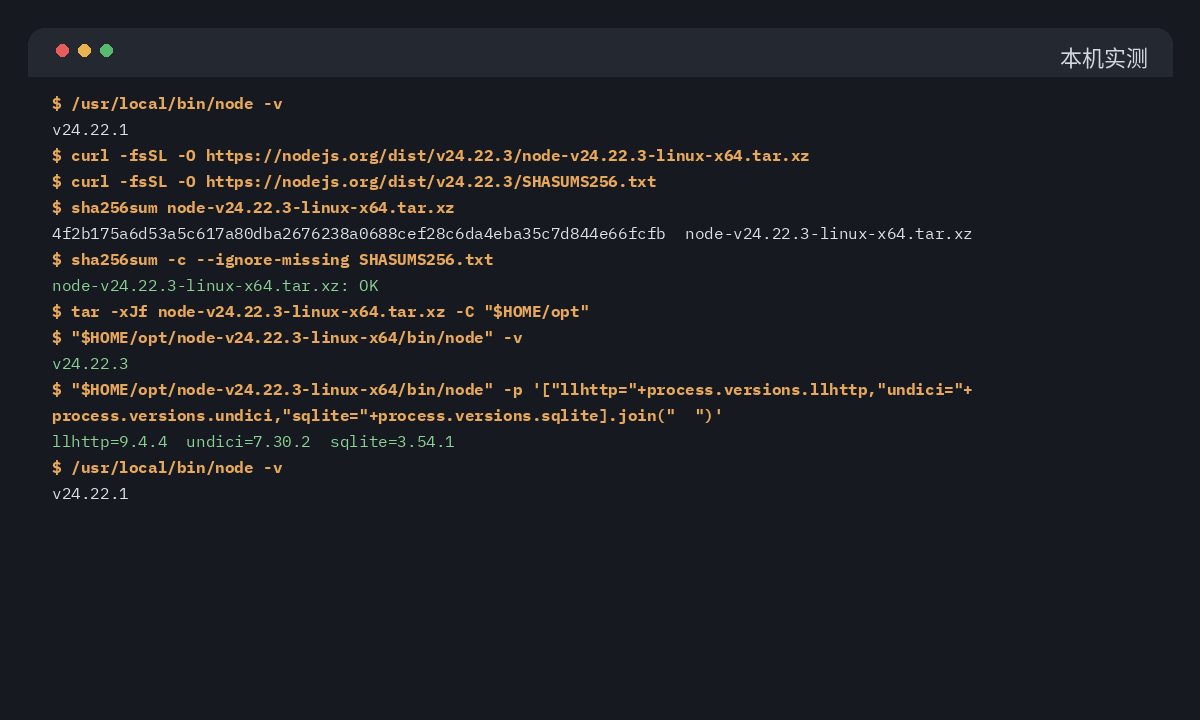 本机实测
$ /usr/local/bin/node -v
v24.22.1
$ curl -fsSL -O https://nodejs.org/dist/v24.22.3/node-v24.22.3-linux-x64.tar.xz
$ curl -fsSL -O https://nodejs.org/dist/v24.22.3/SHASUMS256.txt
$ sha256sum node-v24.22.3-linux-x64.tar.xz
4f2b175a6d53a5c617a80dba2676238a0688cef28c6da4eba35c7d844e66fcfb  node-v24.22.3-linux-x64.tar.xz
$ sha256sum -c --ignore-missing SHASUMS256.txt
node-v24.22.3-linux-x64.tar.xz: OK
$ tar -xJf node-v24.22.3-linux-x64.tar.xz -C "$HOME/opt"
$ "$HOME/opt/node-v24.22.3-linux-x64/bin/node" -v
v24.22.3
$ "$HOME/opt/node-v24.22.3-linux-x64/bin/node" -p '["llhttp="+process.versions.llhttp,"undici="+
process.versions.undici,"sqlite="+process.versions.sqlite].join("  ")'
llhttp=9.4.4  undici=7.30.2  sqlite=3.54.1
$ /usr/local/bin/node -v
v24.22.1